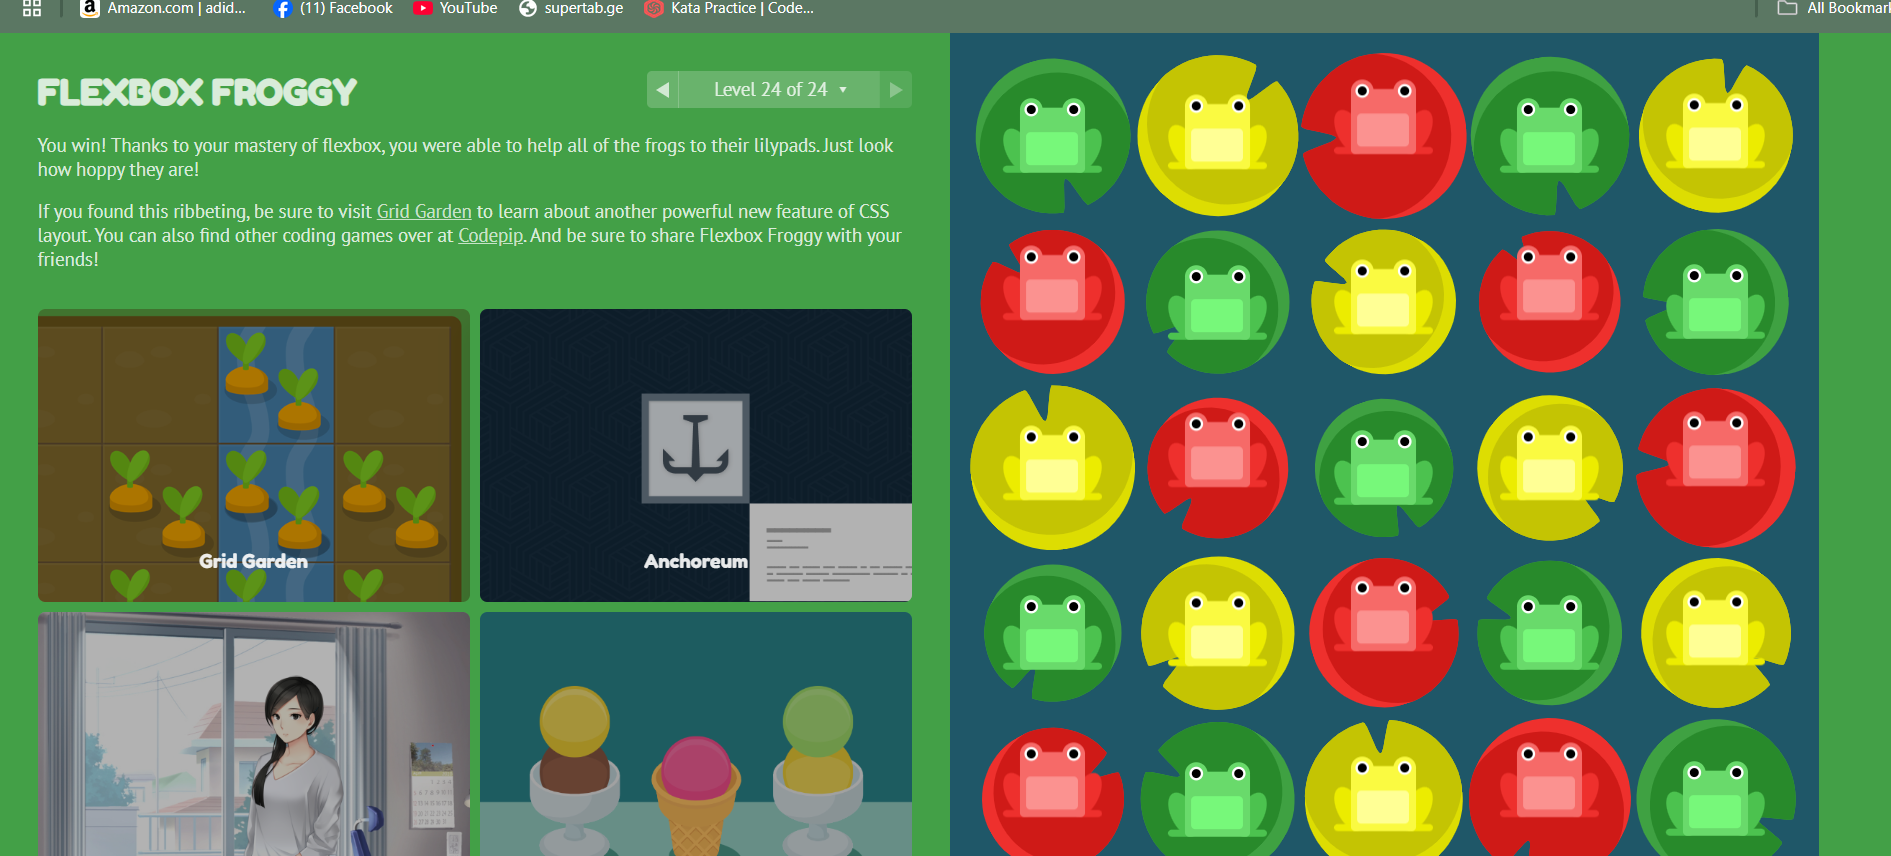 Amazon.com | adid...
(11) Facebook
YouTube
supertab.ge
Kata Practice | Code...
All Bookmar
FLEXBOX FROGGY
Level 24 of 24
You win! Thanks to your mastery of flexbox, you were able to help all of the frogs to their lilypads. Just look
how hoppy they are!
If you found this ribbeting, be sure to visit Grid Garden to learn about another powerful new feature of CSS
layout. You can also find other coding games over at Codepip. And be sure to share Flexbox Froggy with your
friends!
Grid Garden
Anchoreum